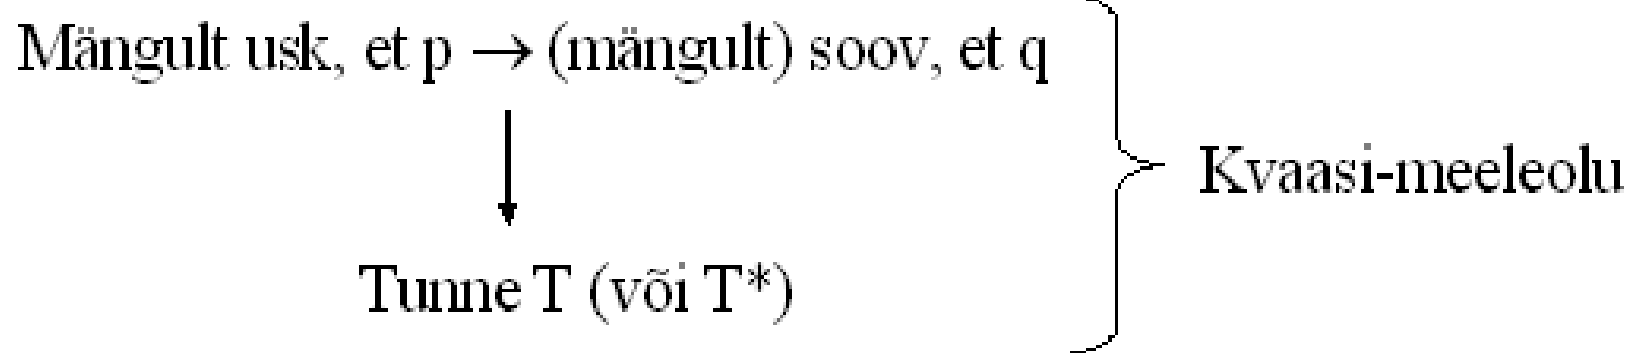 Mängult usk, et p → (mängult) soov, et q
Kvaasi-meeleolu
Tunne T (või T*)